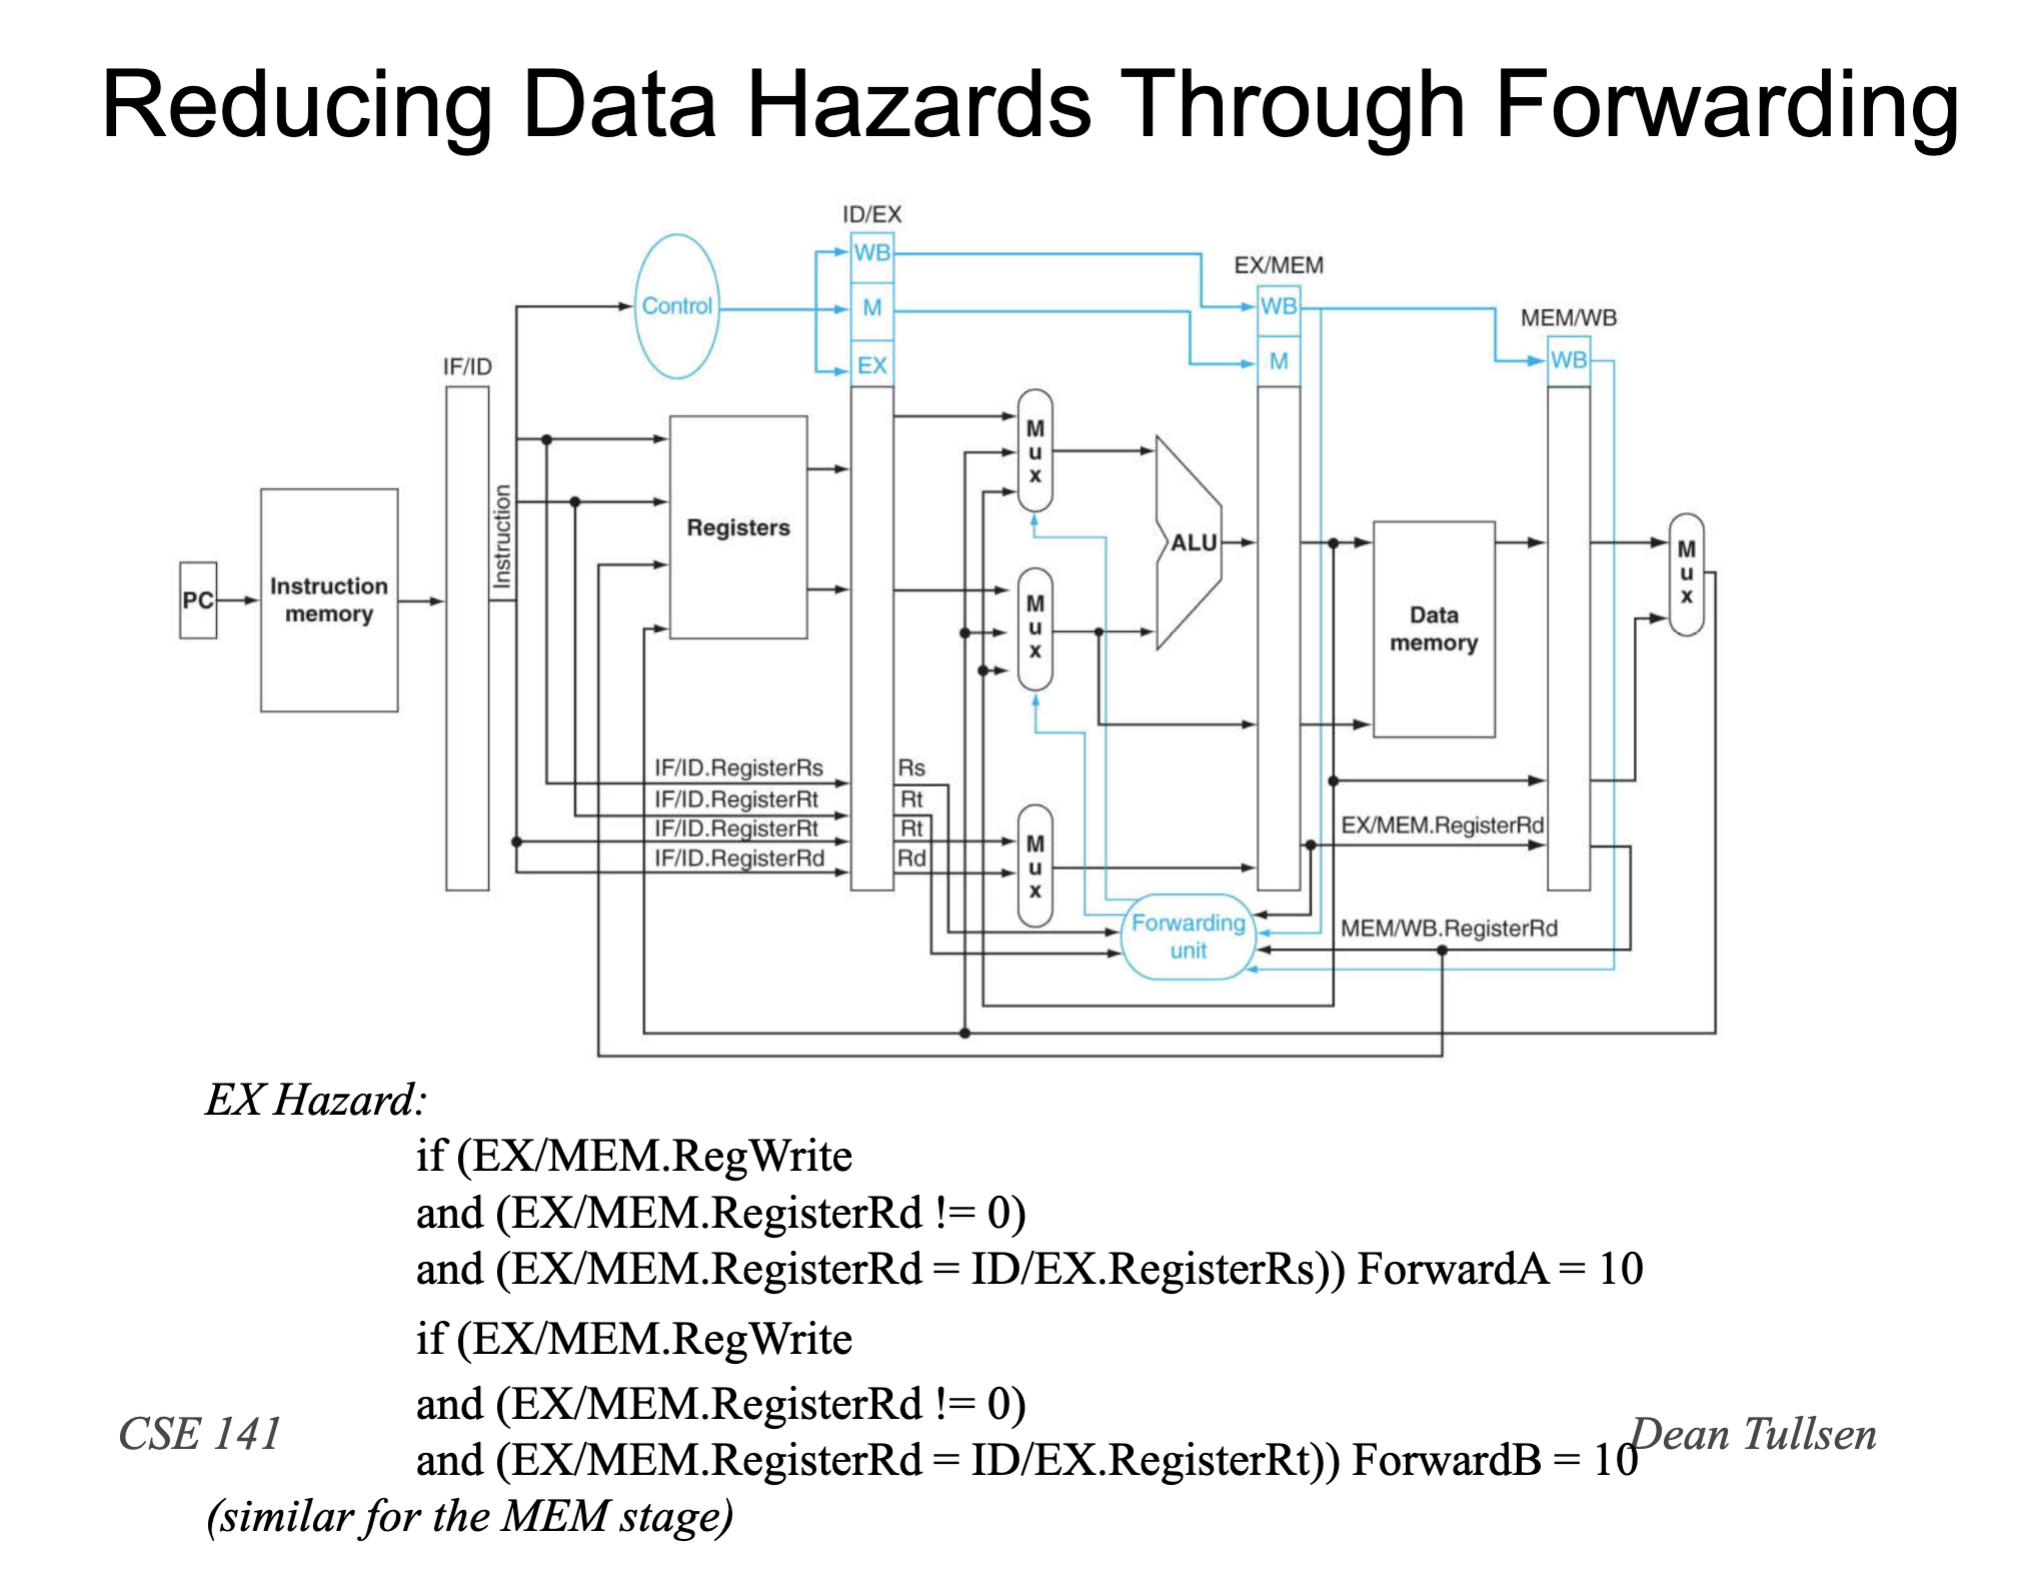 Reducing Data Hazards Through Forwarding
ID/EX
WB
M
EX
Control
EX/MEM
WB
M
MEM/WB
WB
IF/ID
PC
Instruction
memory
Instruction
Registers
M
u
x
M
u
x
ALU
Data
memory
M
u
x
IF/ID.RegisterRs
IF/ID.RegisterRt
IF/ID.RegisterRt
IF/ID.RegisterRd
Rs
Rt
Rt
Rd
M
u
x
EX/MEM.RegisterRd
Forwarding
unit
MEM/WB.RegisterRd
EX Hazard:
if (EX/MEM.RegWrite
and (EX/MEM.RegisterRd != 0)
and (EX/MEM.RegisterRd = ID/EX.RegisterRs)) ForwardA = 10
if (EX/MEM.RegWrite
and (EX/MEM.RegisterRd != 0)
and (EX/MEM.RegisterRd = ID/EX.RegisterRt)) ForwardB = 10
(similar for the MEM stage)
CSE 141
Dean Tullsen